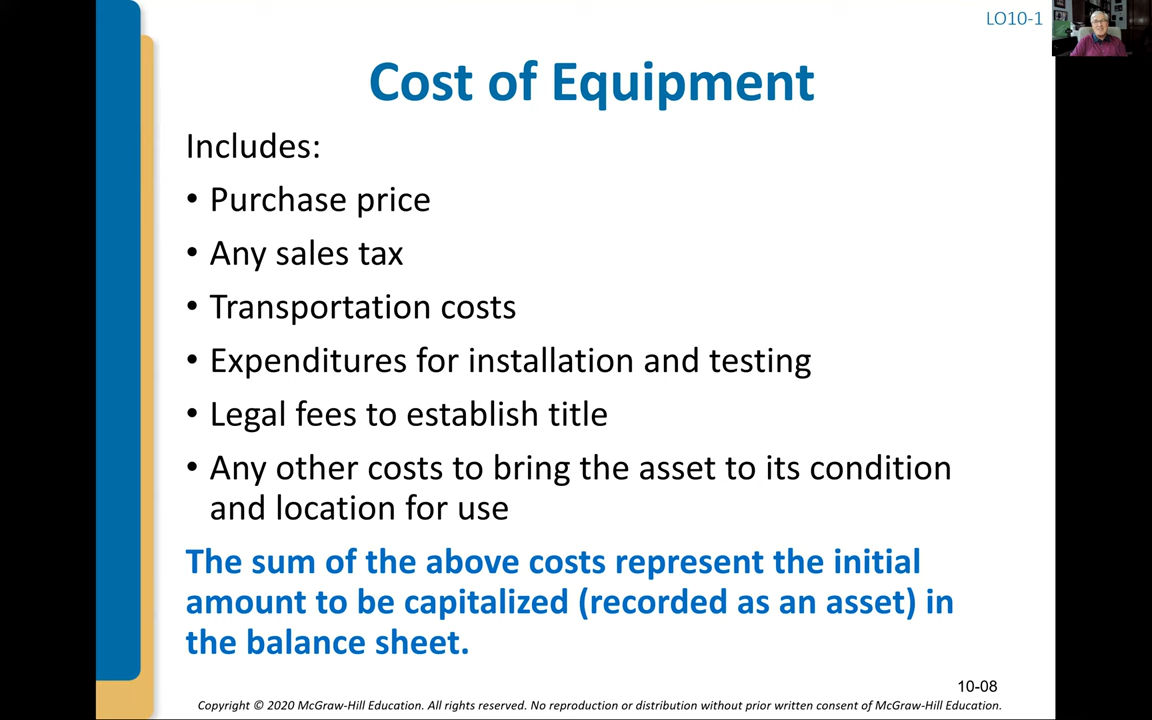 LO10-1
Cost of Equipment
Includes:
• Purchase price
• Any sales tax
• Transportation costs
• Expenditures for installation and testing
• Legal fees to establish title
• Any other costs to bring the asset to its condition
and location for use
The sum of the above costs represent the initial
amount to be capitalized (recorded as an asset) in
the balance sheet.
10-08
Copyright © 2020 McGraw-Hill Education. All rights reserved. No reproduction or distribution without prior written consent of McGraw-Hill Education.